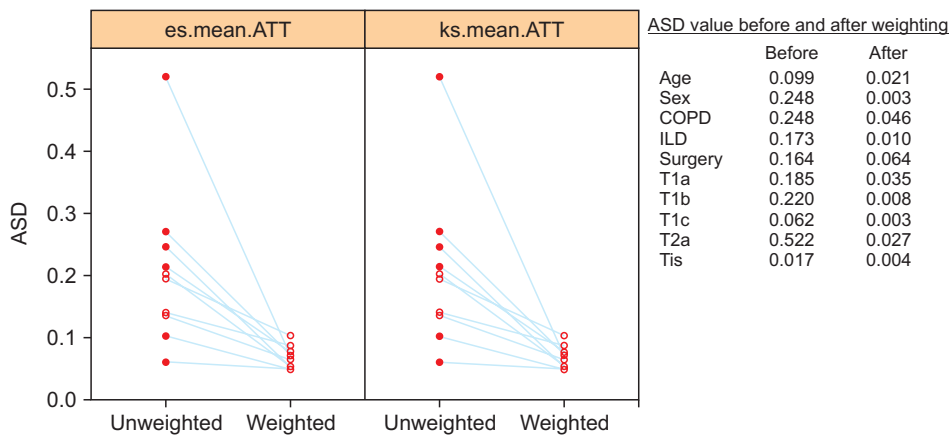 es.mean.ATT ks.mean.ATT
ASD
0.5
0.4
0.3
0.2
0.1
0.0
Unweighted Weighted Unweighted Weighted
ASD value before and after weighting
Before After
Age 0.099 0.021
Sex 0.248 0.003
COPD 0.248 0.046
ILD 0.173 0.010
Surgery 0.164 0.064
T1a 0.185 0.035
T1b 0.220 0.008
T1c 0.062 0.003
T2a 0.522 0.027
Tis 0.017 0.004